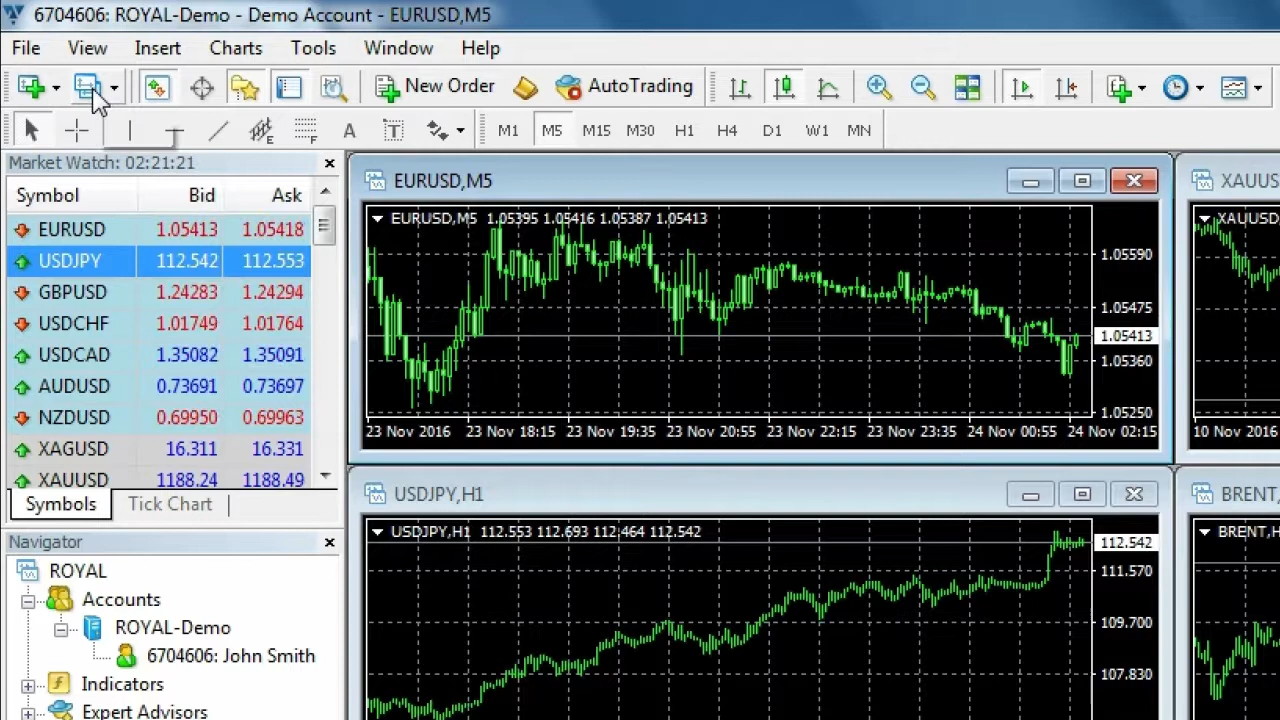 6704606: ROYAL-Demo - Demo Account - EURUSD,M5
File View Insert Charts Tools Window Help
New Order AutoTrading
A T M1 M5 M15 M30 H1 H4 D1 W1 MN
Market Watch: 02:21:21
Symbol Bid Ask
EURUSD 1.05413 1.05418
USDJPY 112.542 112.553
GBPUSD 1.24283 1.24294
USDCHF 1.01749 1.01764
USDCAD 1.35082 1.35091
AUDUSD 0.73691 0.73697
NZDUSD 0.69950 0.69963
XAGUSD 16.311 16.331
XAUUSD 1188.24 1188.49
Symbols Tick Chart
Navigator
ROYAL
Accounts
ROYAL-Demo
6704606: John Smith
Indicators
Expert Advisors
EURUSD,M5
EURUSD,M5 1.05395 1.05416 1.05387 1.05413
1.05590
1.05475
1.05413
1.05360
1.05250
23 Nov 2016 23 Nov 18:15 23 Nov 19:35 23 Nov 20:55 23 Nov 22:15 23 Nov 23:35 24 Nov 00:55 24 Nov 02:15
XAUUS
XAUUSD,
10 Nov 2016
USDJPY,H1
USDJPY,H1 112.553 112.693 112.464 112.542
112.542
111.570
109.700
107.830
BRENT,
BRENT,H